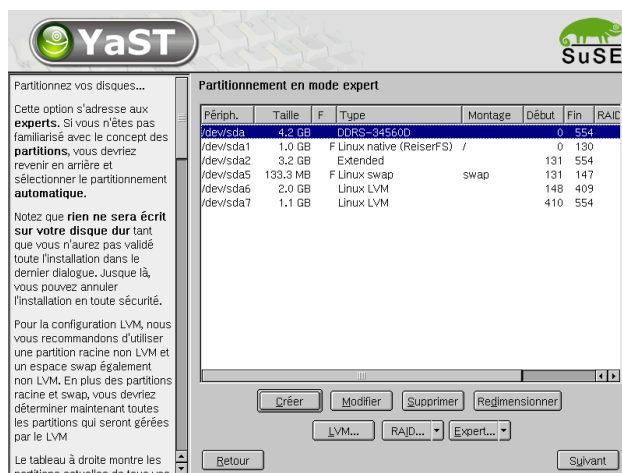 YaST
SuSE
Partitionnez vos disques...
Cette option s'adresse aux
experts. Si vous n'êtes pas
familiarisé avec le concept des
partitions, vous devriez
revenir en arrière et
sélectionner le partitionnement
automatique.
Notez que rien ne sera écrit
sur votre disque dur tant
que vous n'aurez pas validé
toute l'installation dans le
dernier dialogue. Jusque là,
vous pouvez annuler
l'installation en toute sécurité.
Pour la configuration LVM, nous
vous recommandons d'utiliser
une partition racine non LVM et
un espace swap également
non LVM. En plus des partitions
racine et swap, vous devriez
déterminer maintenant toutes
les partitions qui seront gérées
par le LVM
Le tableau à droite montre les
partitions actuelles de tous vos
Partitionnement en mode expert
Périph. Taille F Type Montage Début Fin RAID
/dev/sda 4.2 GB DDRS-34560D 0 554
/dev/sda1 1.0 GB F Linux native (ReiserFS) / 0 130
/dev/sda2 3.2 GB Extended 131 554
/dev/sda5 133.3 MB F Linux swap swap 131 147
/dev/sda6 2.0 GB Linux LVM 148 409
/dev/sda7 1.1 GB Linux LVM 410 554
Créer Modifier Supprimer Redimensionner
LVM... RAID... Expert...
Retour Suivant